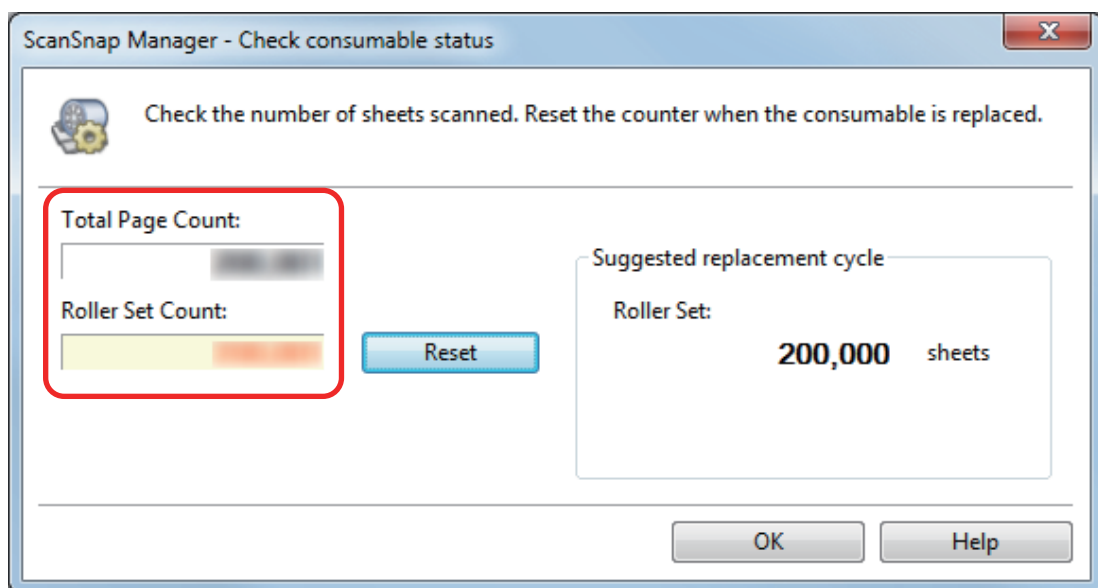 ScanSnap Manager - Check consumable status
Check the number of sheets scanned. Reset the counter when the consumable is replaced.
Total Page Count:
Roller Set Count:
Reset
Suggested replacement cycle
Roller Set:
200,000 sheets
OK
Help